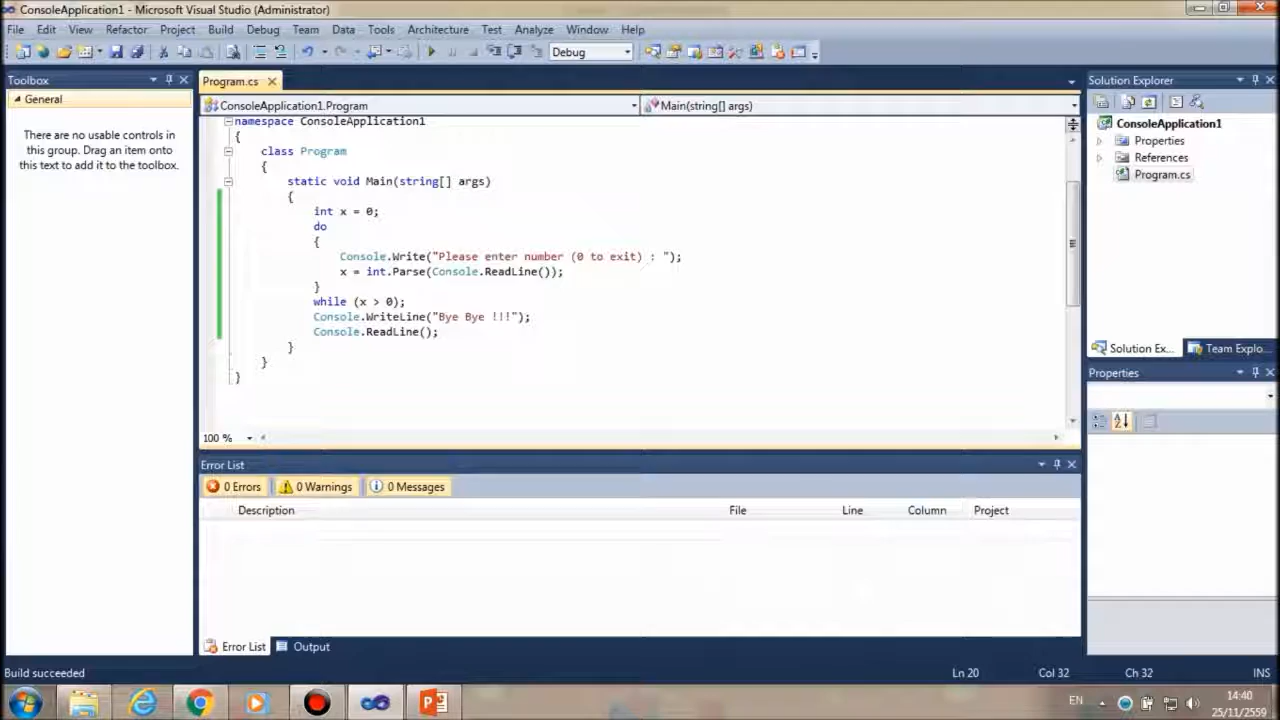 ConsoleApplication1 - Microsoft Visual Studio (Administrator)
File Edit View Refactor Project Build Debug Team Data Tools Architecture Test Analyze Window Help
Debug
Toolbox
General
There are no usable controls in
this group. Drag an item onto
this text to add it to the toolbox.
Program.cs
ConsoleApplication1.Program
Main(string[] args)
namespace ConsoleApplication1
{
class Program
{
static void Main(string[] args)
{
int x = 0;
do
{
Console.Write("Please enter number (0 to exit) : ");
x = int.Parse(Console.ReadLine());
}
while (x > 0);
Console.WriteLine("Bye Bye !!!");
Console.ReadLine();
}
}
}
100 %
Error List
0 Errors 0 Warnings 0 Messages
Description File Line Column Project
Error List Output
Solution Explorer
ConsoleApplication1
Properties
References
Program.cs
Solution Ex... Team Explo...
Properties
Build succeeded Ln 20 Col 32 Ch 32 INS
EN
14:40
25/11/2559